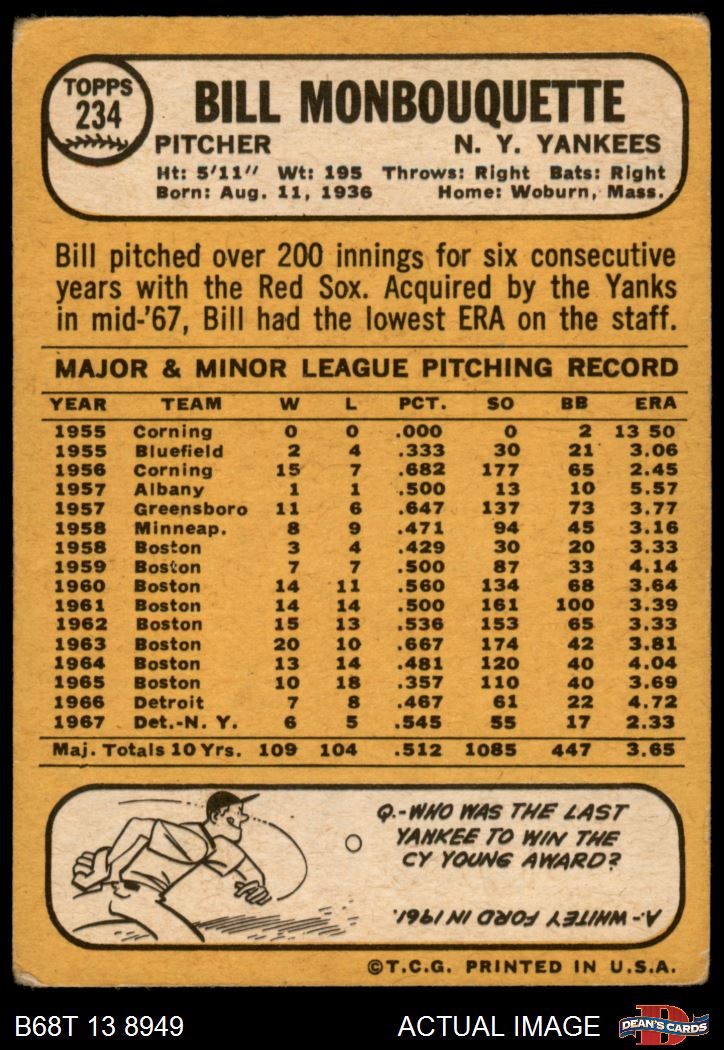 TOPPS
234
BILL MONBOUQUETTE
PITCHER N. Y. YANKEES
Ht: 5'11" Wt: 195 Throws: Right Bats: Right
Born: Aug. 11, 1936 Home: Woburn, Mass.
Bill pitched over 200 innings for six consecutive
years with the Red Sox. Acquired by the Yanks
in mid-'67, Bill had the lowest ERA on the staff.
MAJOR & MINOR LEAGUE PITCHING RECORD
YEAR TEAM W L PCT. SO BB ERA
1955 Corning 0 0 .000 0 2 13 50
1955 Bluefield 2 4 .333 30 21 3.06
1956 Corning 15 7 .682 177 65 2.45
1957 Albany 1 1 .500 13 10 5.57
1957 Greensboro 11 6 .647 137 73 3.77
1958 Minneap. 8 9 .471 94 45 3.16
1958 Boston 3 4 .429 30 20 3.33
1959 Boston 7 7 .500 87 33 4.14
1960 Boston 14 11 .560 134 68 3.64
1961 Boston 14 14 .500 161 100 3.39
1962 Boston 15 13 .536 153 65 3.33
1963 Boston 20 10 .667 174 42 3.81
1964 Boston 13 14 .481 120 40 4.04
1965 Boston 10 18 .357 110 40 3.69
1966 Detroit 7 8 .467 61 22 4.72
1967 Det.-N. Y. 6 5 .545 55 17 2.33
Maj. Totals 10 Yrs. 109 104 .512 1085 447 3.65
Q.-WHO WAS THE LAST
YANKEE TO WIN THE
CY YOUNG AWARD?
A.-WHITEY FORD IN 1961.
©T.C.G. PRINTED IN U.S.A.
B68T 13 8949 ACTUAL IMAGE DEAN'S CARDS